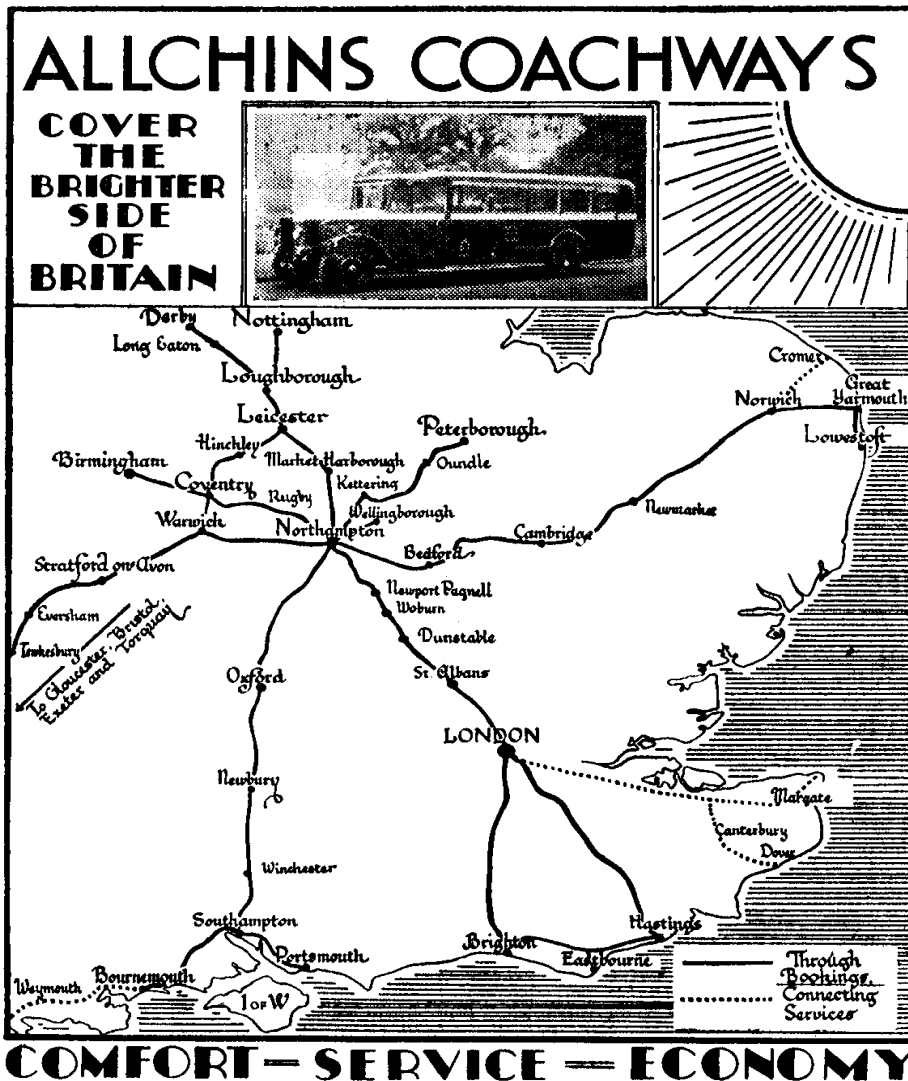 ALLCHINS COACHWAYS
COVER
THE
BRIGHTER
SIDE
OF
BRITAIN
Derby
Nottingham
Long Eaton
Loughborough
Leicester
Hinckley
Market Harborough
Peterborough
Oundle
Birmingham
Kettering
Coventry
Rugby
Wellingborough
Warwick
Northampton
Cromer
Norwich
Great
Yarmouth
Lowestoft
Newmarket
Cambridge
Bedford
Stratford on Avon
Newport Pagnell
Woburn
Eversham
Dunstable
Tewkesbury
To Gloucester, Bristol,
Exeter and Torquay
St Albans
Oxford
LONDON
Newbury
Margate
Canterbury
Dover
Winchester
Southampton
Portsmouth
Brighton
Hastings
Eastbourne
Bournemouth
Weymouth
I OF W
Through
Bookings.
Connecting
Services
COMFORT = SERVICE = ECONOMY